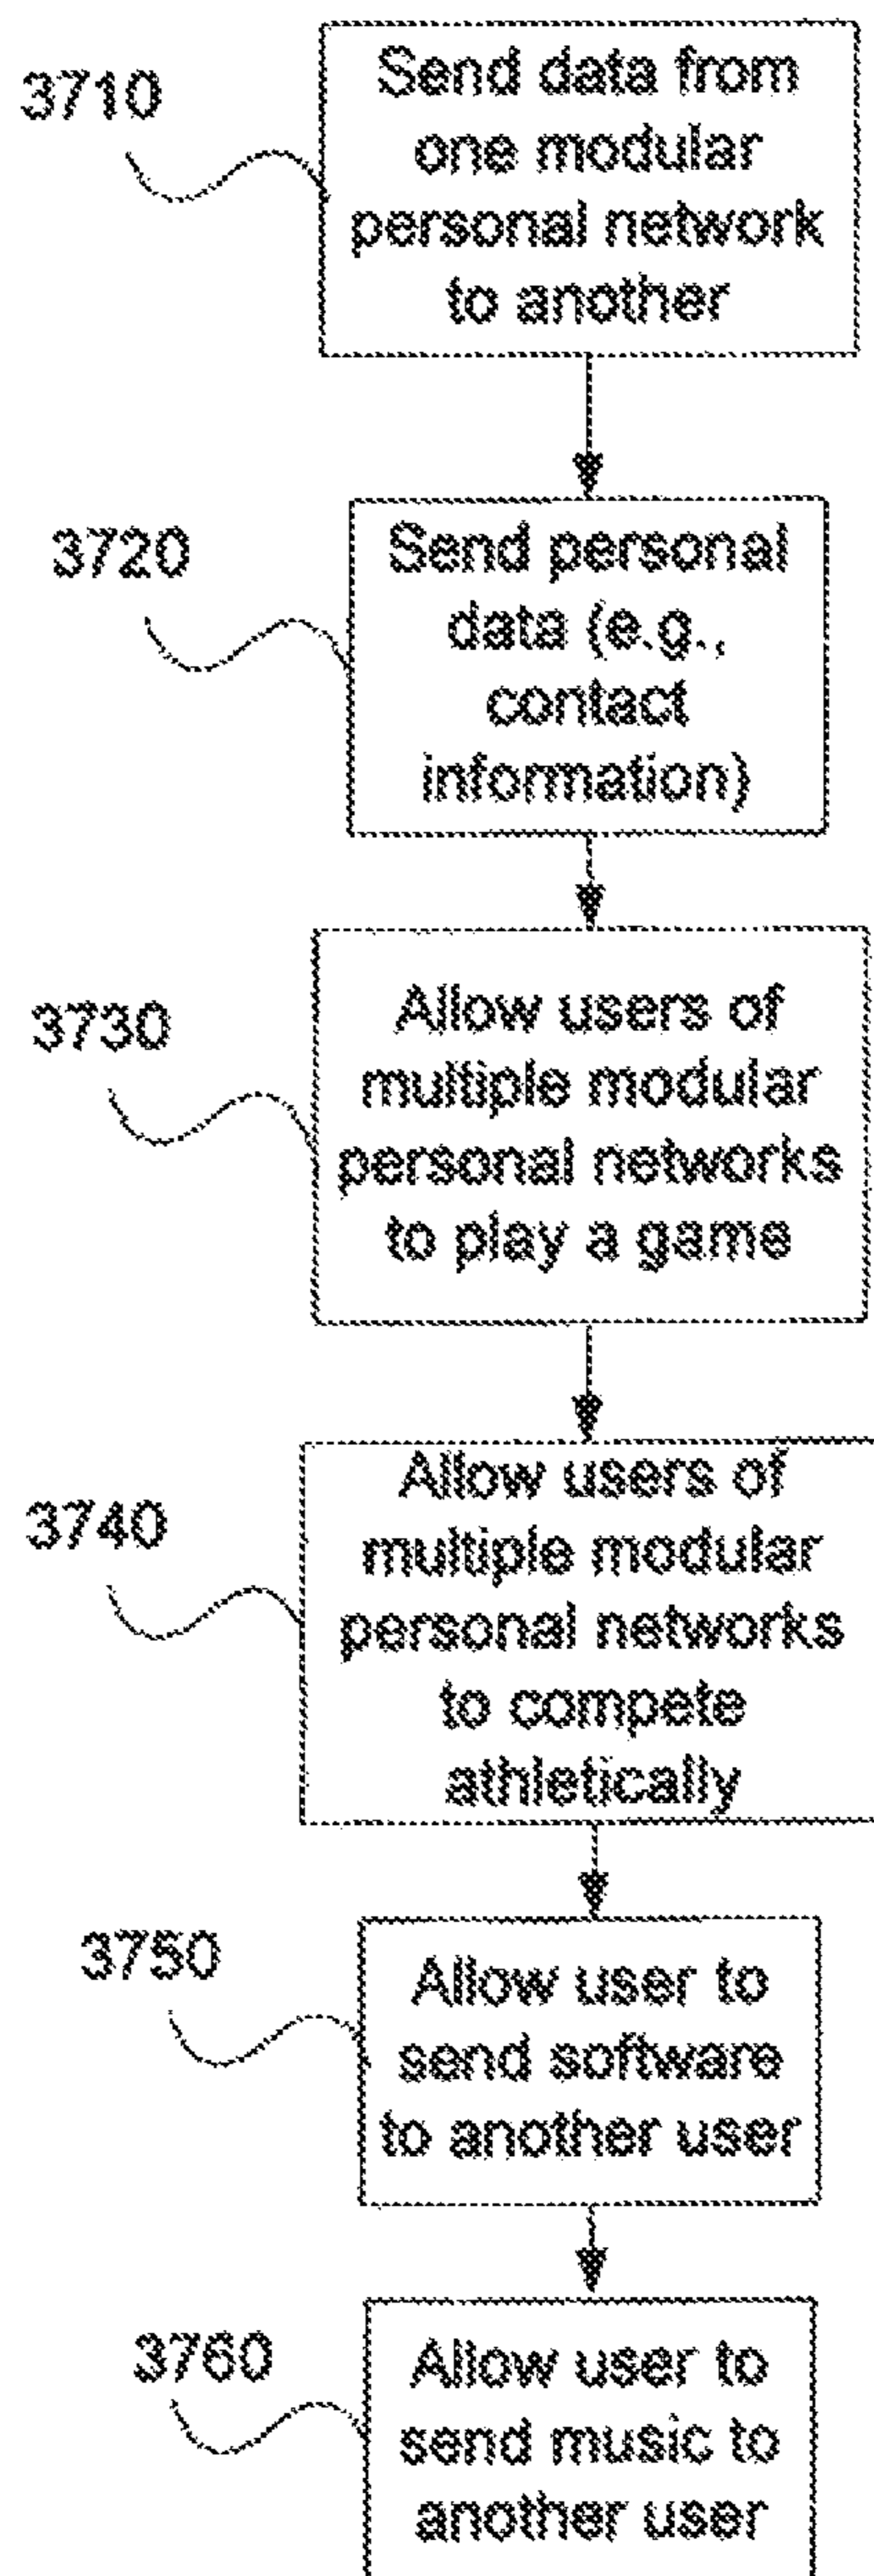 3710
Send data from
one modular
personal network
to another
3720
Send personal
data (e.g.,
contact
information)
3730
Allow users of
multiple modular
personal networks
to play a game
3740
Allow users of
multiple modular
personal networks
to compete
athletically
3750
Allow user to
send software
to another user
3760
Allow user to
send music to
another user